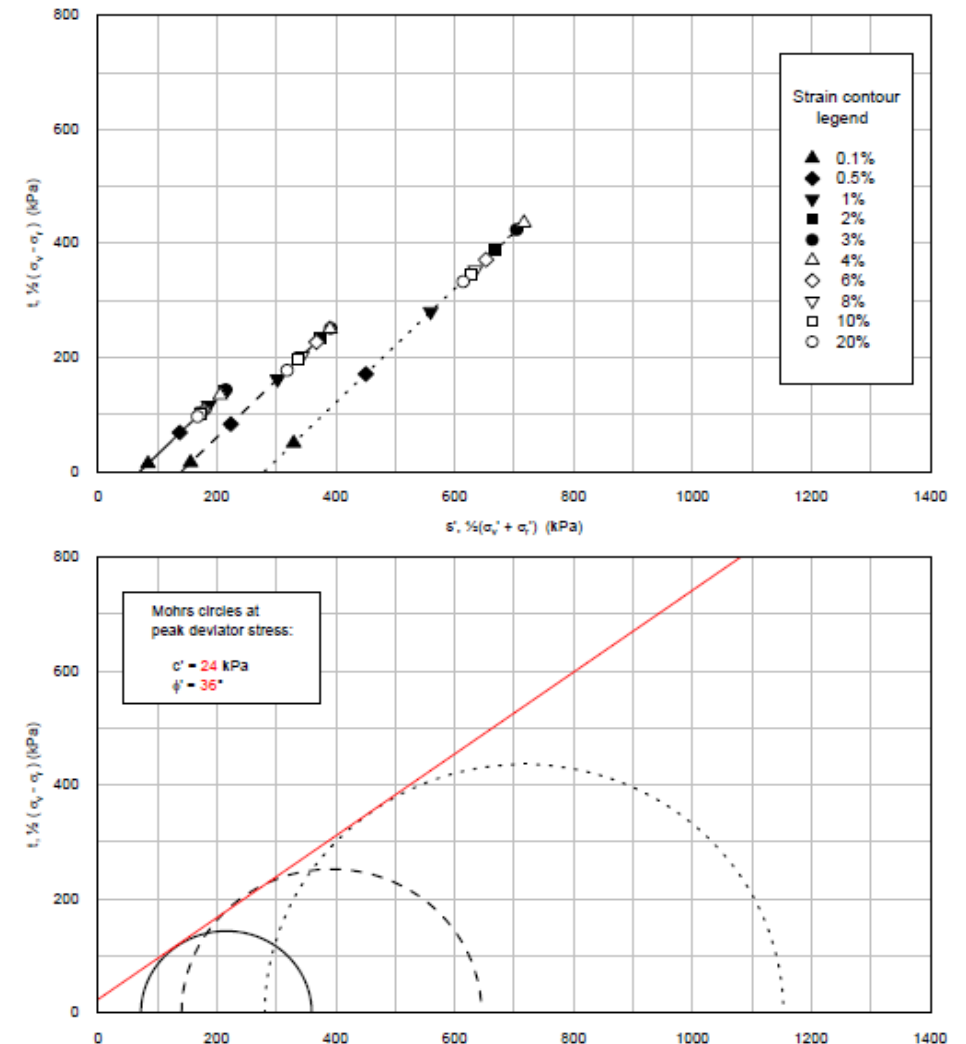 800
600
400
200
0
t, ½ ( σv - σr ) (kPa)
Strain contour
legend
0.1%
0.5%
1%
2%
3%
4%
6%
8%
10%
20%
0 200 400 600 800 1000 1200 1400
s', ½(σv' + σr') (kPa)
800
600
400
200
0
t, ½ ( σv - σr ) (kPa)
Mohrs circles at
peak deviator stress:
c' = 24 kPa
ϕ' = 36°
0 200 400 600 800 1000 1200 1400